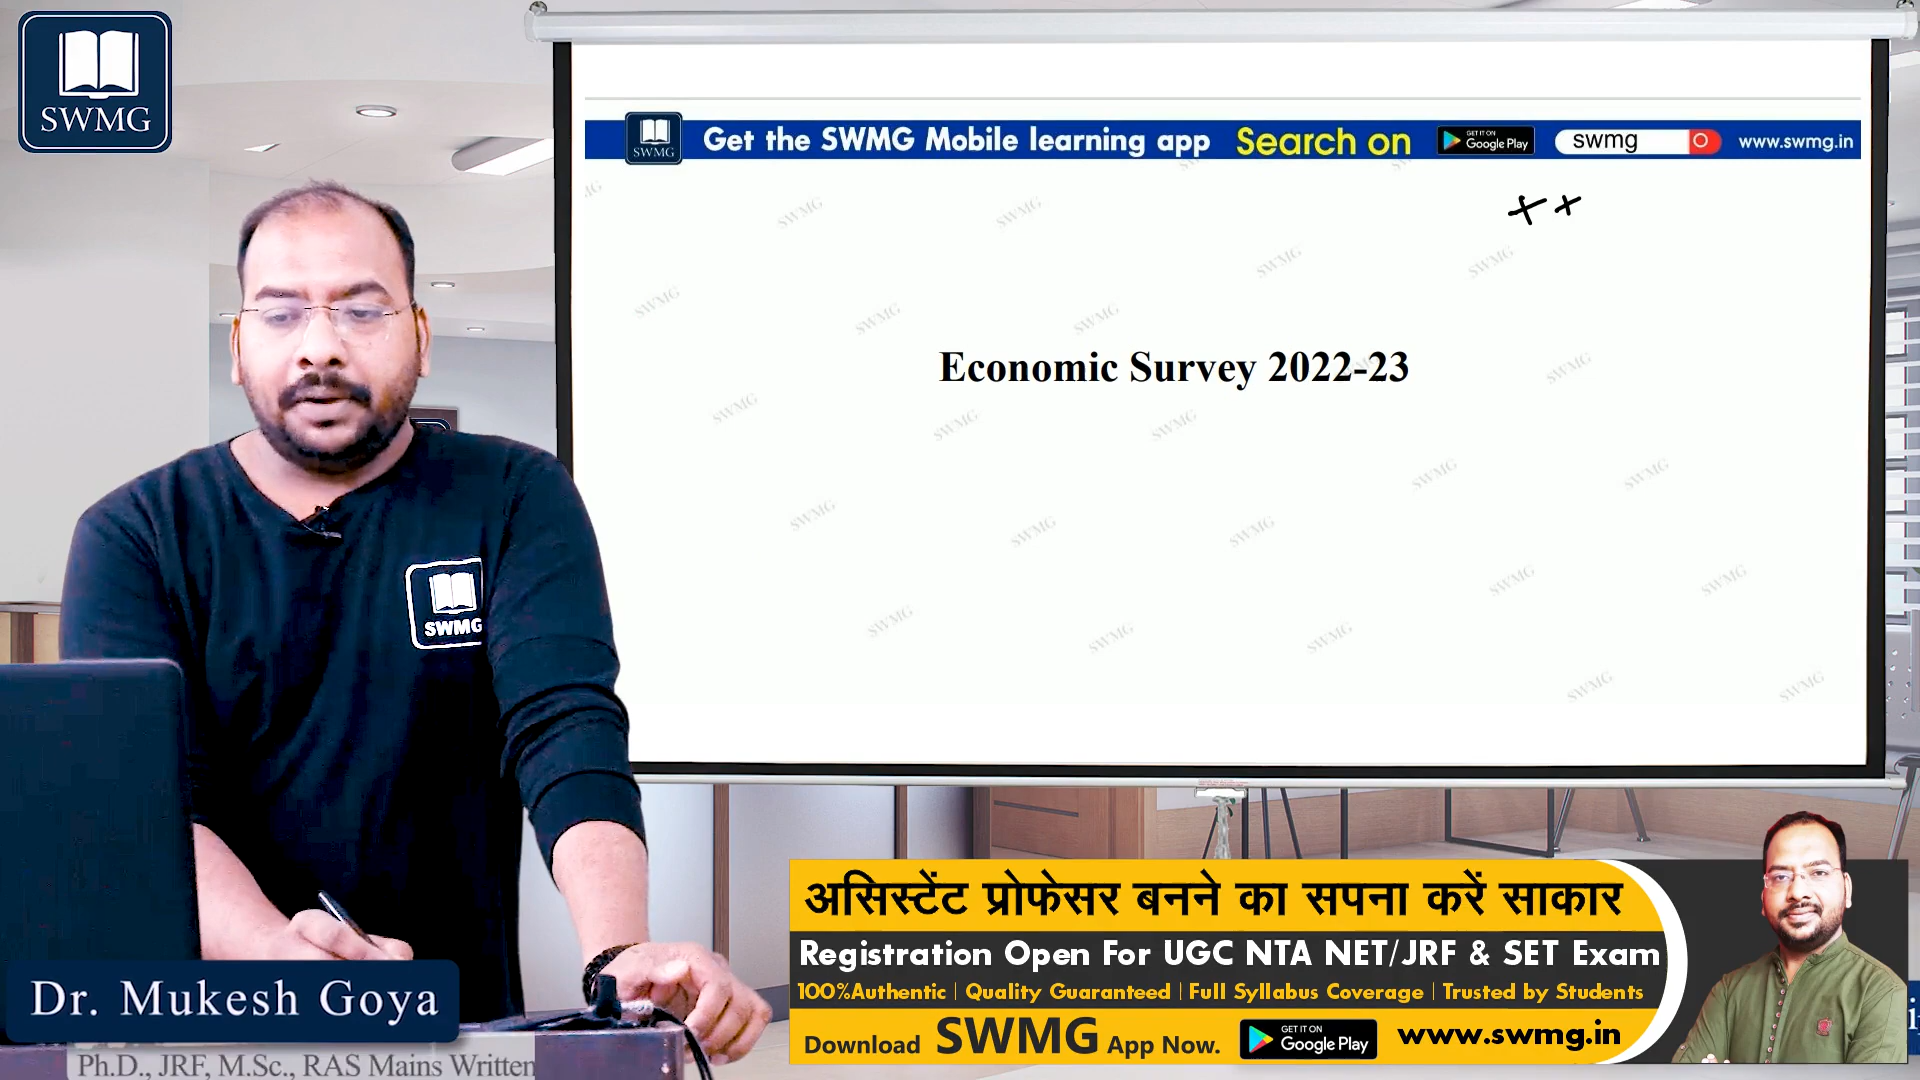 SWMG
SWMG
Get the SWMG Mobile learning app Search on GET IT ON Google Play swmg www.swmg.in
Economic Survey 2022-23
SWMG
Dr. Mukesh Goya
Ph.D., JRF, M.Sc., RAS Mains Written
असिस्टेंट प्रोफेसर बनने का सपना करें साकार
Registration Open For UGC NTA NET/JRF & SET Exam
100%Authentic | Quality Guaranteed | Full Syllabus Coverage | Trusted by Students
Download SWMG App Now. GET IT ON Google Play www.swmg.in